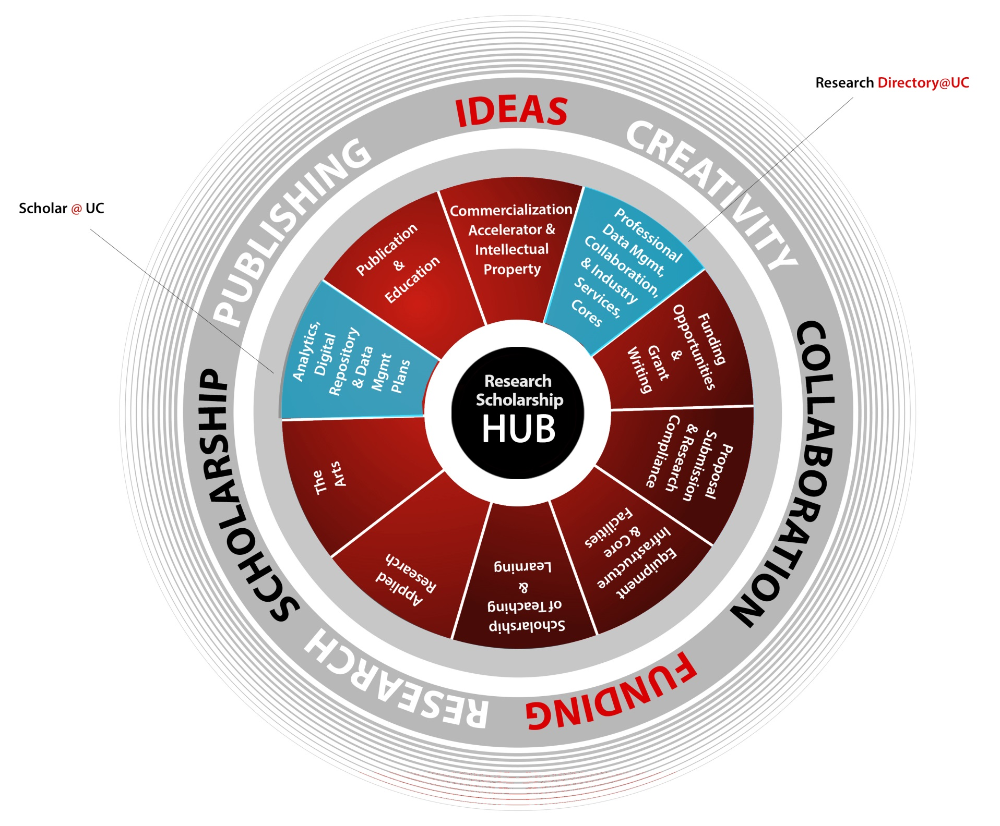 Research Directory@UC
Scholar @ UC
IDEAS
CREATIVITY
COLLABORATION
FUNDING
RESEARCH
SCHOLARSHIP
PUBLISHING
Commercialization
Accelerator &
Intellectual
Property
Professional
Data Mgmt,
Collaboration,
& Industry
Services,
Cores
Funding
Opportunities
&
Grant
Writing
Proposal
Submission
& Research
Compliance
Equipment
Infrastructure
& Core
Facilities
Scholarship
of Teaching
&
Learning
Applied
Research
The
Arts
Analytics,
Digital
Repository
& Data
Mgmt
Plans
Publication
&
Education
Research
Scholarship
HUB